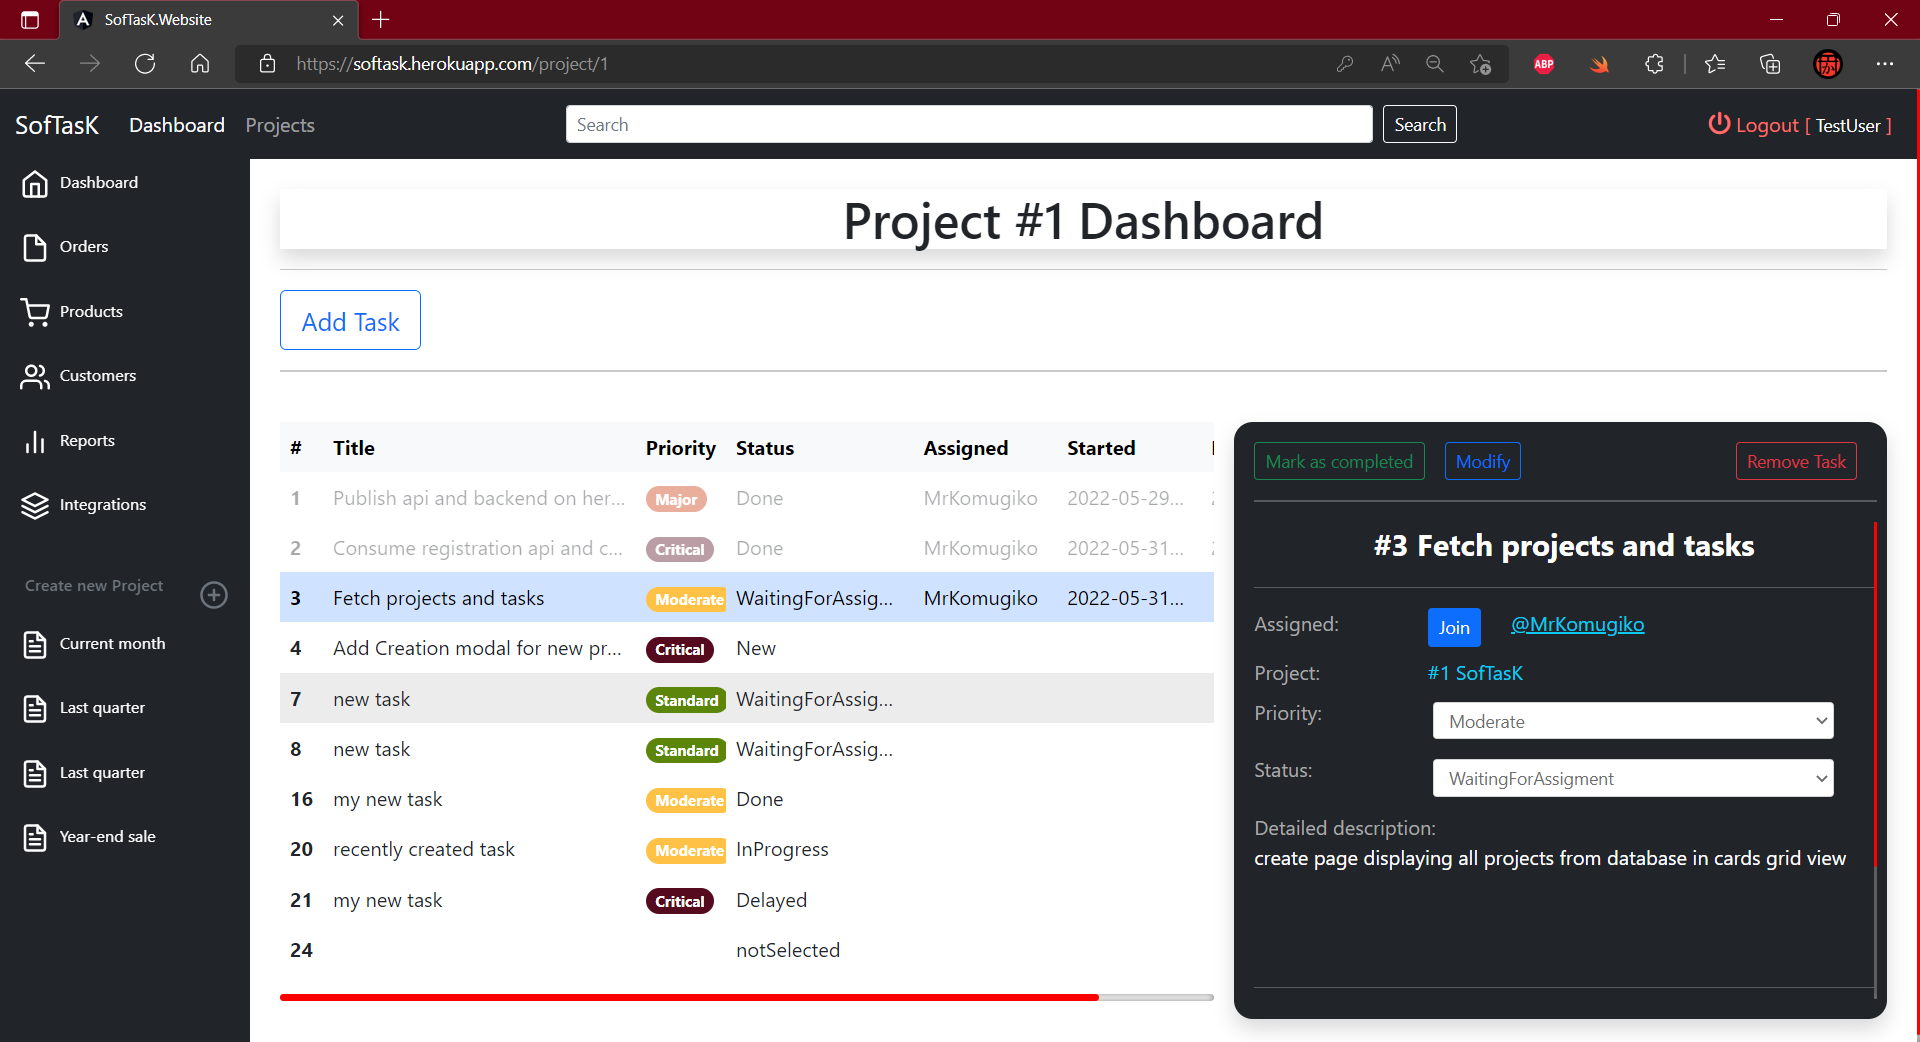 SofTasK.Website
https://softask.herokuapp.com/project/1
ABP
SofTasK Dashboard Projects Search Search Logout [ TestUser ]
Dashboard
Orders
Products
Customers
Reports
Integrations
Create new Project
Current month
Last quarter
Last quarter
Year-end sale
Project #1 Dashboard
Add Task
# Title Priority Status Assigned Started
1 Publish api and backend on her... Major Done MrKomugiko 2022-05-29...
2 Consume registration api and c... Critical Done MrKomugiko 2022-05-31...
3 Fetch projects and tasks Moderate WaitingForAssig... MrKomugiko 2022-05-31...
4 Add Creation modal for new pr... Critical New
7 new task Standard WaitingForAssig...
8 new task Standard WaitingForAssig...
16 my new task Moderate Done
20 recently created task Moderate InProgress
21 my new task Critical Delayed
24 notSelected
Mark as completed Modify Remove Task
#3 Fetch projects and tasks
Assigned: Join @MrKomugiko
Project: #1 SofTasK
Priority: Moderate
Status: WaitingForAssigment
Detailed description:
create page displaying all projects from database in cards grid view